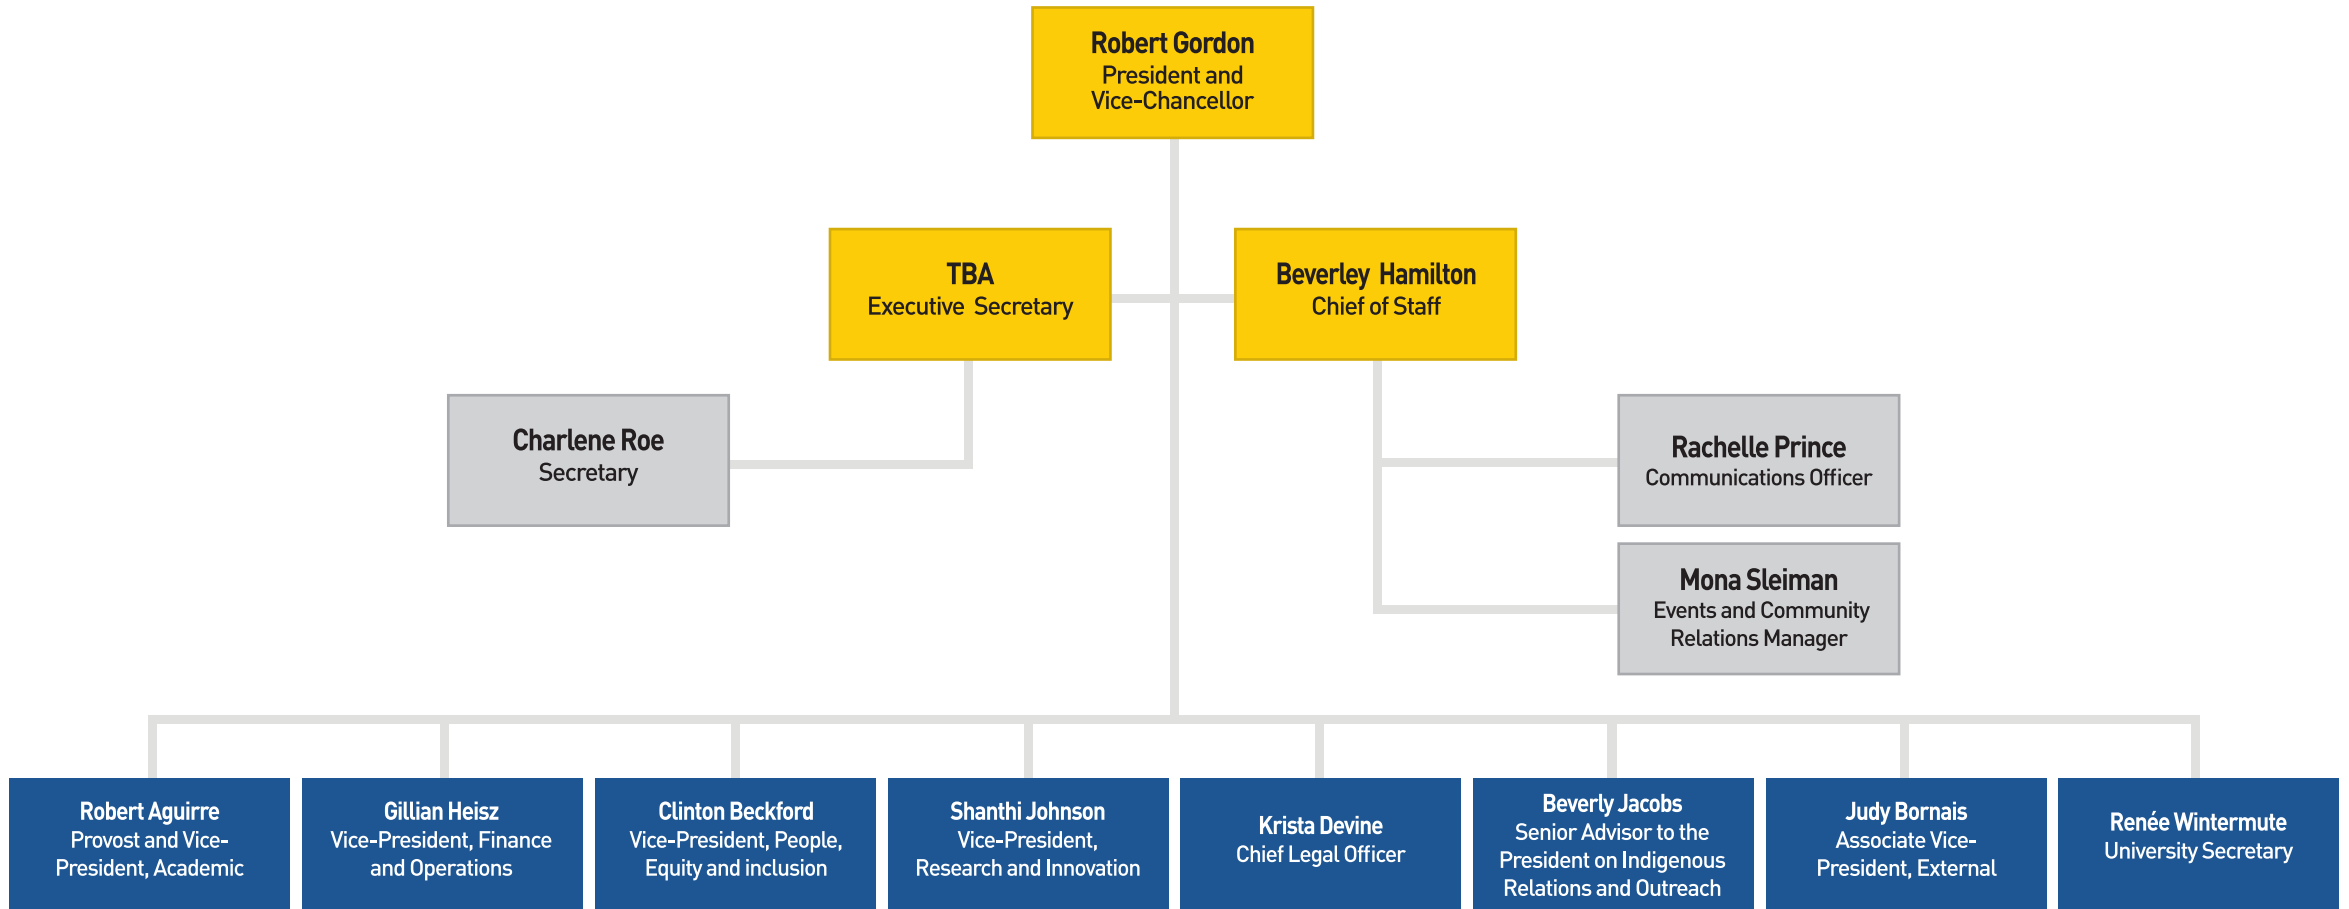 Robert Gordon
President and
Vice-Chancellor
TBA
Executive Secretary
Beverley Hamilton
Chief of Staff
Charlene Roe
Secretary
Rachelle Prince
Communications Officer
Mona Sleiman
Events and Community
Relations Manager
Robert Aguirre
Provost and Vice-
President, Academic
Gillian Heisz
Vice-President, Finance
and Operations
Clinton Beckford
Vice-President, People,
Equity and inclusion
Shanthi Johnson
Vice-President,
Research and Innovation
Krista Devine
Chief Legal Officer
Beverly Jacobs
Senior Advisor to the
President on Indigenous
Relations and Outreach
Judy Bornais
Associate Vice-
President, External
Renée Wintermute
University Secretary